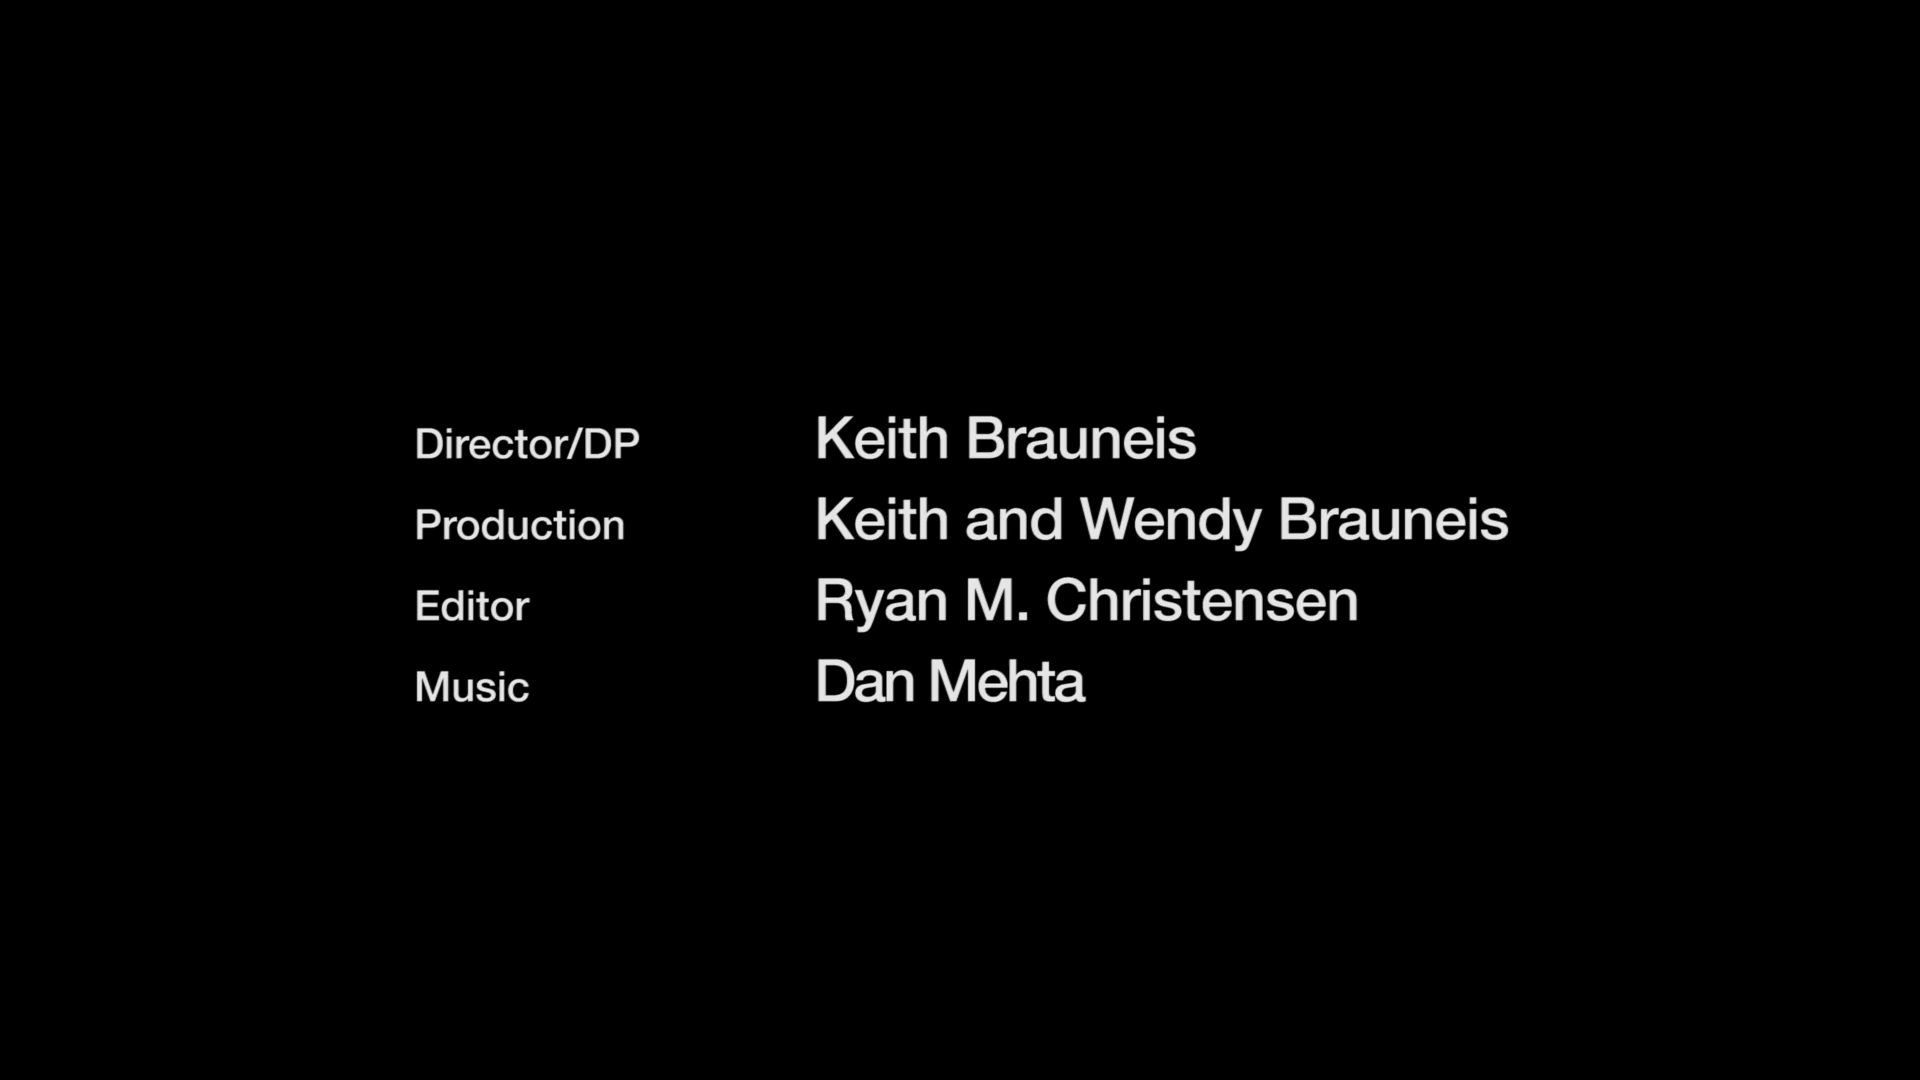 Director/DP Keith Brauneis
Production Keith and Wendy Brauneis
Editor Ryan M. Christensen
Music Dan Mehta